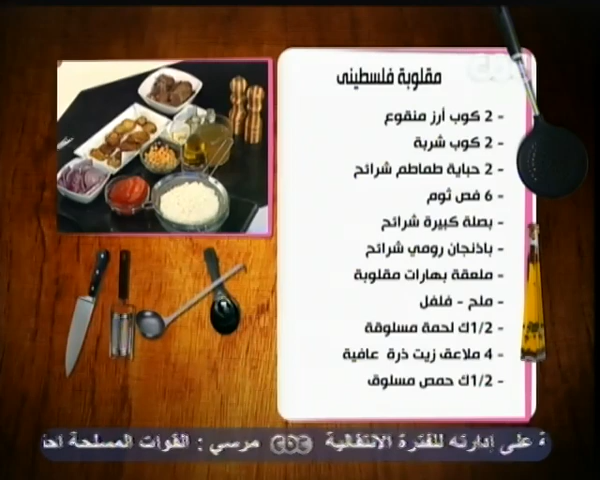 مقلوبة فلسطينى
- 2 كوب أرز منقوع
- 2 كوب شربة
- 2 حباية طماطم شرائح
- 6 فص ثوم
- بصلة كبيرة شرائح
- باذنجان رومي شرائح
- ملعقة بهارات مقلوبة
- ملح - فلفل
- 1/2ك لحمة مسلوقة
- 4 ملاعق زيت ذرة عافية
- 1/2ك حمص مسلوق
ة على إدارته للفترة الانتقالية cbc مرسي : القوات المسلحة